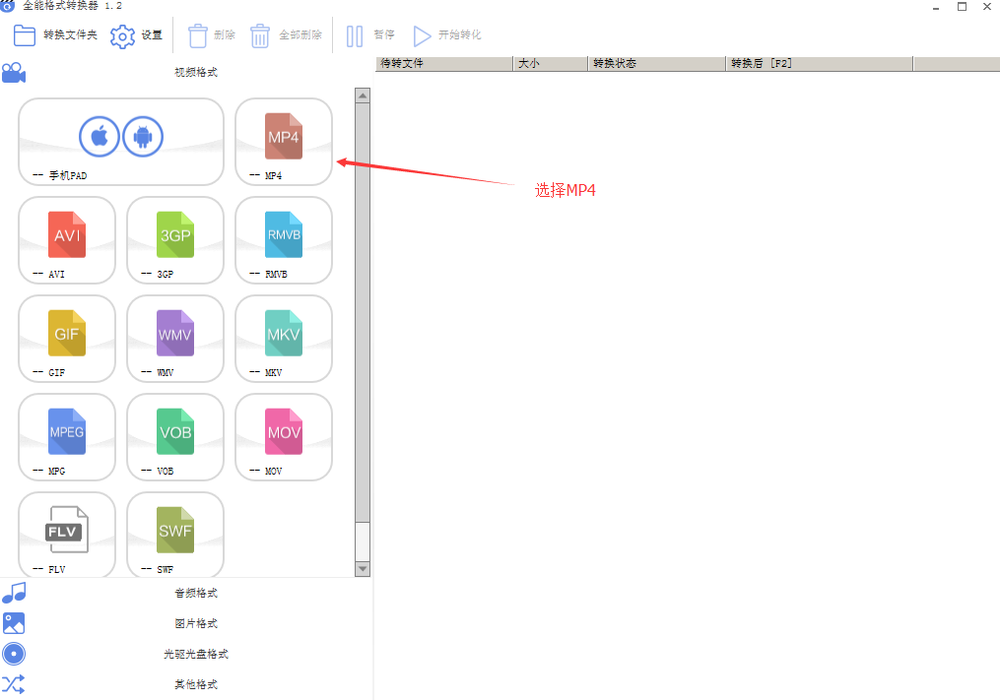 全能格式转换器 1.2
转换文件夹 设置 删除 全部删除 暂停 开始转化
视频格式
待转文件 大小 转换状态 转换后 [F2]
MP4
-- 手机PAD -- MP4
选择MP4
AVI 3GP RMVB
-- AVI -- 3GP -- RMVB
GIF WMV MKV
-- GIF -- WMV -- MKV
MPEG VOB MOV
-- MPG -- VOB -- MOV
FLV SWF
-- FLV -- SWF
音频格式
图片格式
光驱光盘格式
其他格式